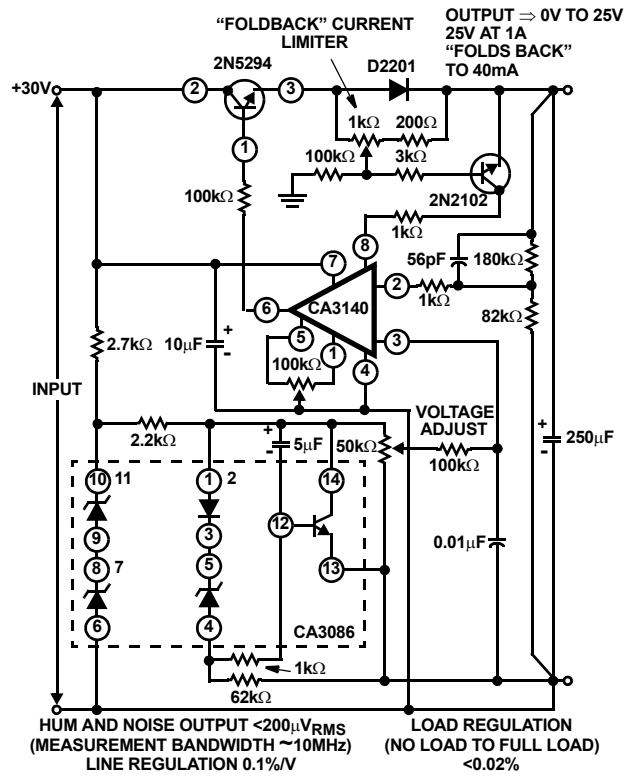 “FOLDBACK” CURRENT
LIMITER
OUTPUT ⇒ 0V TO 25V
25V AT 1A
“FOLDS BACK”
TO 40mA
2N5294
D2201
+30V
2
3
1
1kΩ
200Ω
100kΩ
3kΩ
2N2102
100kΩ
1kΩ
8
7
56pF
180kΩ
6
CA3140
2
1kΩ
82kΩ
5
1
3
4
2.7kΩ
10μF
+
-
100kΩ
INPUT
2.2kΩ
+
-
5μF
50kΩ
VOLTAGE
ADJUST
100kΩ
+
-
250μF
10
11
1
2
14
9
3
12
0.01μF
8
7
5
13
6
4
CA3086
1kΩ
62kΩ
HUM AND NOISE OUTPUT <200μVRMS
(MEASUREMENT BANDWIDTH ~10MHz)
LINE REGULATION 0.1%/V
LOAD REGULATION
(NO LOAD TO FULL LOAD)
<0.02%